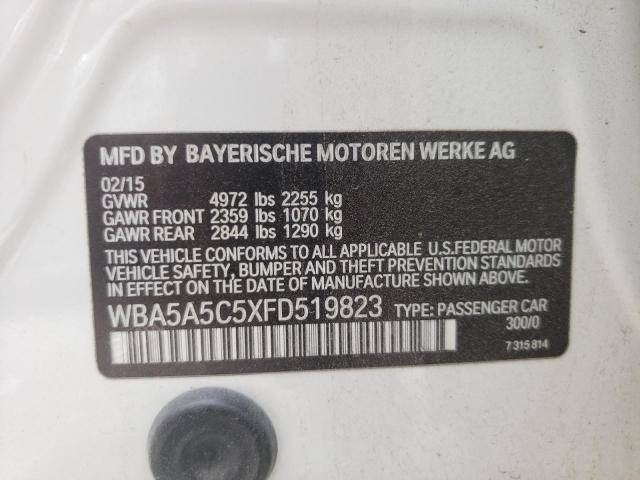 MFD BY BAYERISCHE MOTOREN WERKE AG
02/15
GVWR 4972 lbs 2255 kg
GAWR FRONT 2359 lbs 1070 kg
GAWR REAR 2844 lbs 1290 kg
THIS VEHICLE CONFORMS TO ALL APPLICABLE U.S.FEDERAL MOTOR
VEHICLE SAFETY, BUMPER AND THEFT PREVENTION STANDARDS
IN EFFECT ON THE DATE OF MANUFACTURE SHOWN ABOVE.
WBA5A5C5XFD519823 TYPE: PASSENGER CAR
300/0
7 315 814